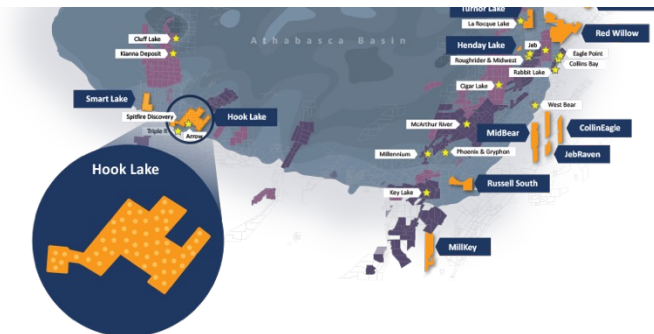 Turnor Lake
La Rocque Lake
Red Willow
Cluff Lake
Athabasca Basin
Henday Lake
Jeb
Kianna Deposit
Eagle Point
Roughrider & Midwest
Collins Bay
Rabbit Lake
Cigar Lake
Smart Lake
West Bear
Spitfire Discovery
Hook Lake
McArthur River
CollinEagle
Triple R
MidBear
Arrow
Millennium
Phoenix & Gryphon
JebRaven
Hook Lake
Russell South
Key Lake
MillKey